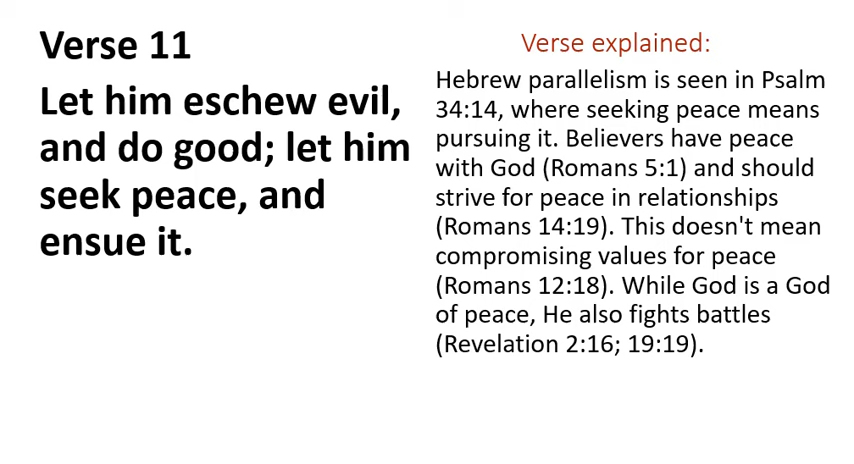 Verse 11
Let him eschew evil,
and do good; let him
seek peace, and
ensue it.
Verse explained:
Hebrew parallelism is seen in Psalm
34:14, where seeking peace means
pursuing it. Believers have peace
with God (Romans 5:1) and should
strive for peace in relationships
(Romans 14:19). This doesn't mean
compromising values for peace
(Romans 12:18). While God is a God
of peace, He also fights battles
(Revelation 2:16; 19:19).